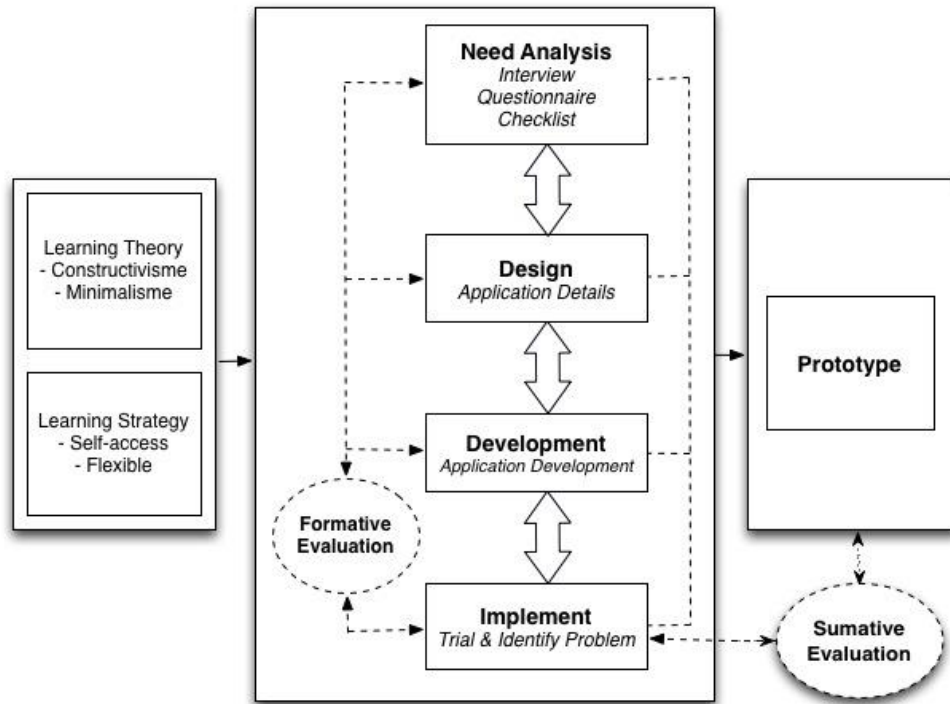 Learning Theory
- Constructivisme
- Minimalisme
Learning Strategy
- Self-access
- Flexible
Need Analysis
Interview
Questionnaire
Checklist
Design
Application Details
Development
Application Development
Implement
Trial & Identify Problem
Formative
Evaluation
Prototype
Sumative
Evaluation